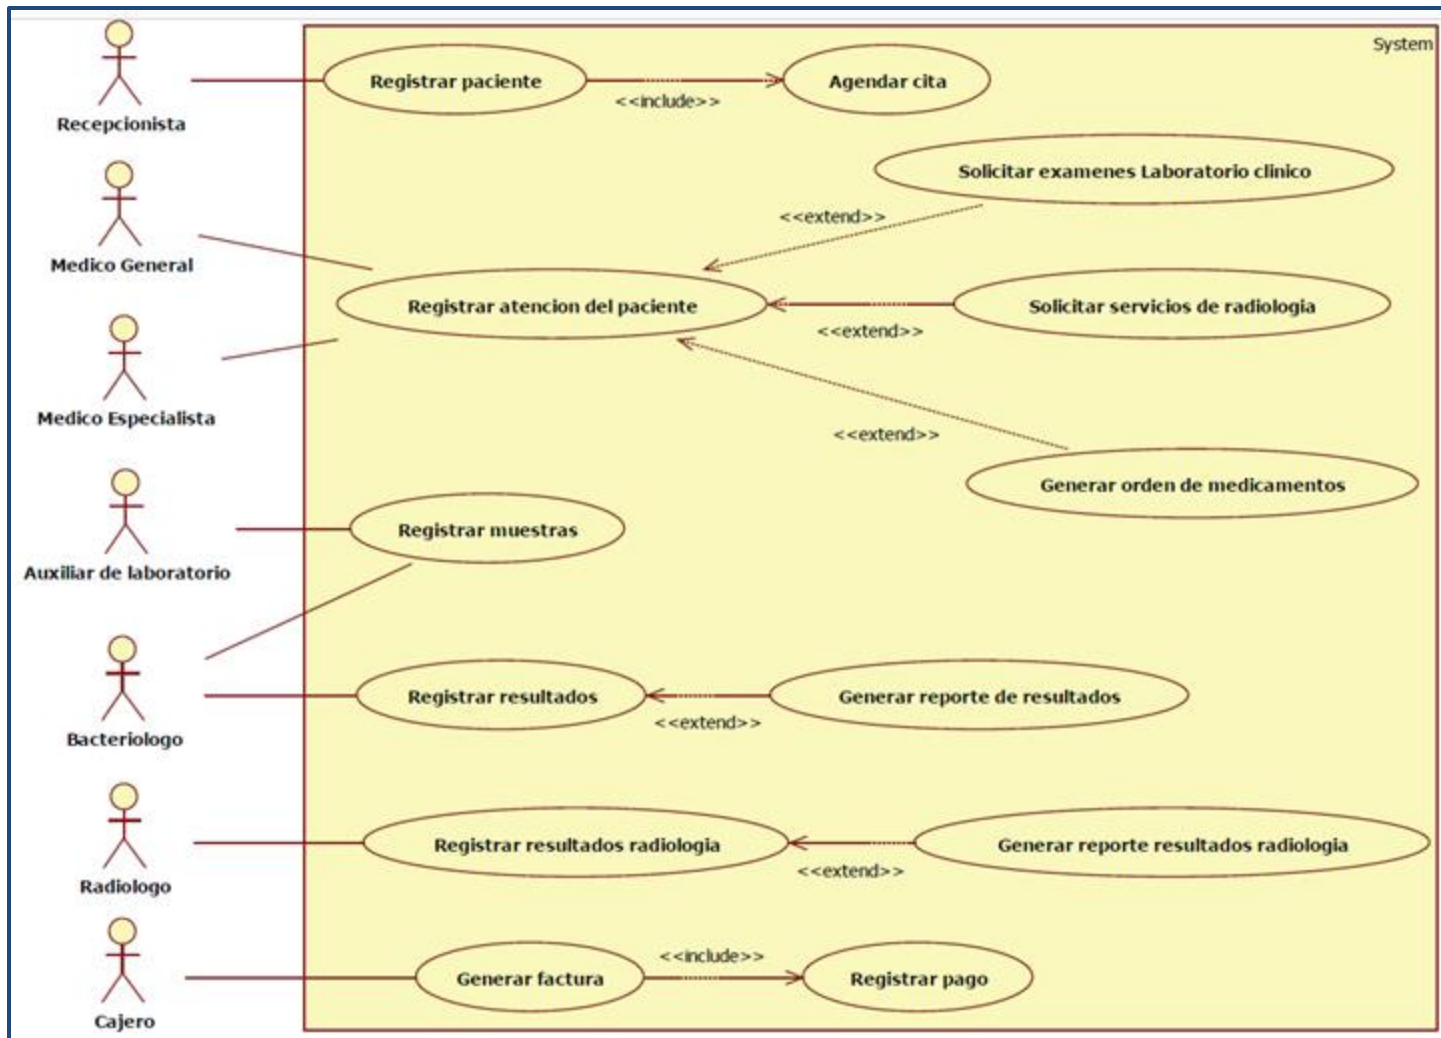 System
Registrar paciente
<<include>>
Agendar cita
Recepcionista
Solicitar examenes Laboratorio clinico
<<extend>>
Medico General
Registrar atencion del paciente
<<extend>>
Solicitar servicios de radiologia
Medico Especialista
<<extend>>
Generar orden de medicamentos
Registrar muestras
Auxiliar de laboratorio
Registrar resultados
<<extend>>
Generar reporte de resultados
Bacteriologo
Registrar resultados radiologia
<<extend>>
Generar reporte resultados radiologia
Radiologo
<<include>>
Generar factura
Registrar pago
Cajero